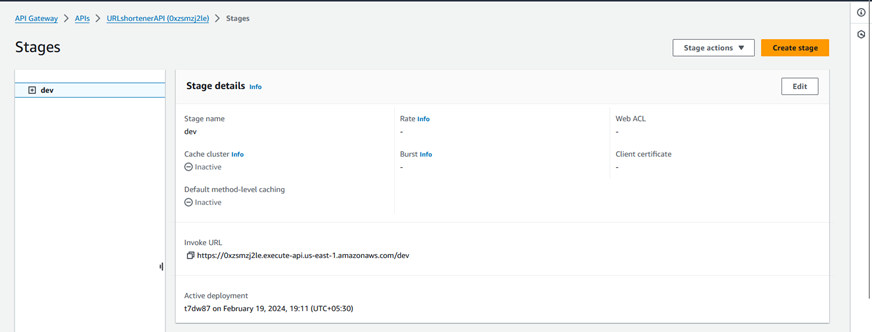 API Gateway > APIs > URLshortenerAPI (0xzsmzj2le) > Stages
Stages
Stage actions ▼
Create stage
dev
Stage details Info
Edit
Stage name
dev
Rate Info
-
Web ACL
-
Cache cluster Info
Inactive
Burst Info
-
Client certificate
-
Default method-level caching
Inactive
Invoke URL
https://0xzsmzj2le.execute-api.us-east-1.amazonaws.com/dev
Active deployment
t7dw87 on February 19, 2024, 19:11 (UTC+05:30)